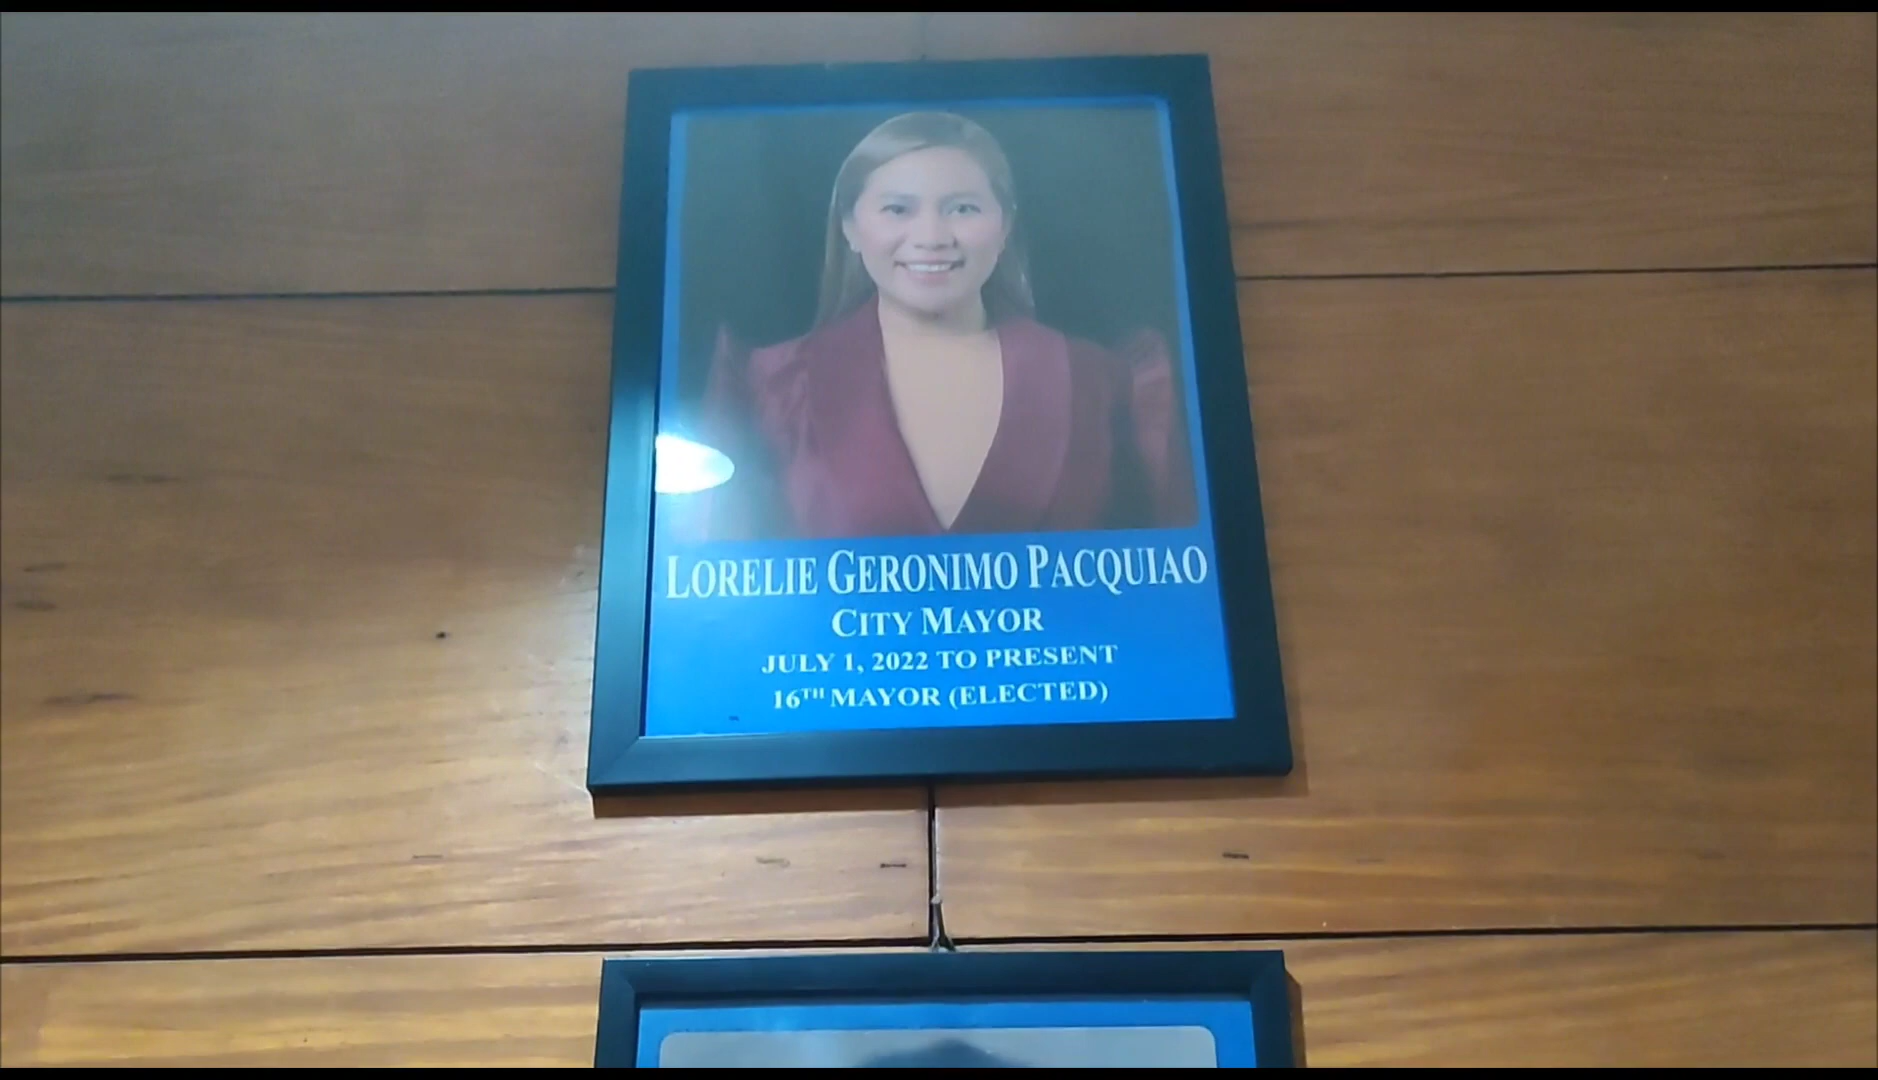 LORELIE GERONIMO PACQUIAO
CITY MAYOR
JULY 1, 2022 TO PRESENT
16TH MAYOR (ELECTED)